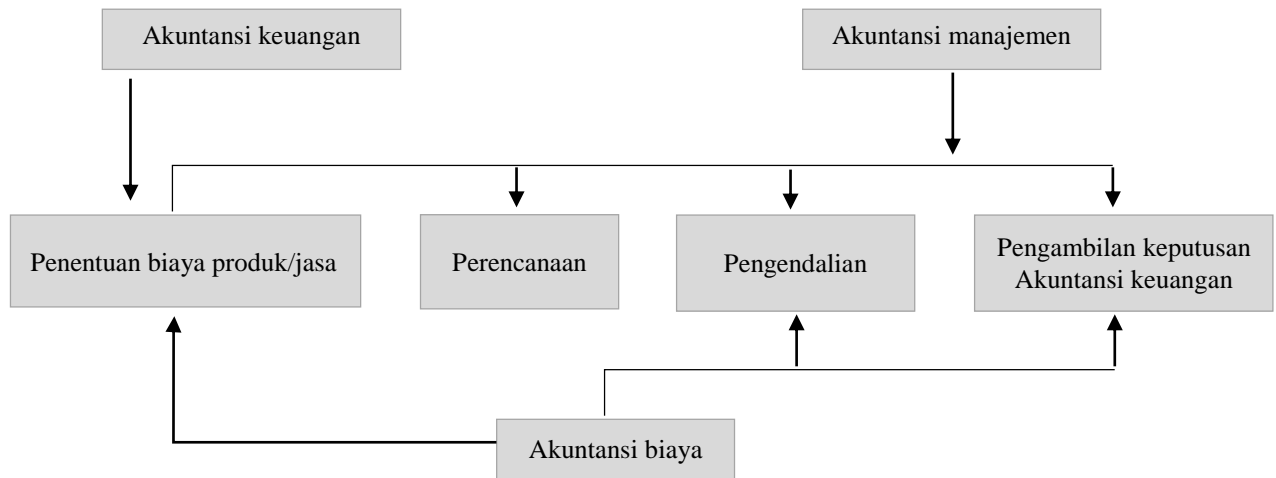 Akuntansi keuangan
Akuntansi manajemen
Penentuan biaya produk/jasa
Perencanaan
Pengendalian
Pengambilan keputusan
Akuntansi keuangan
Akuntansi biaya